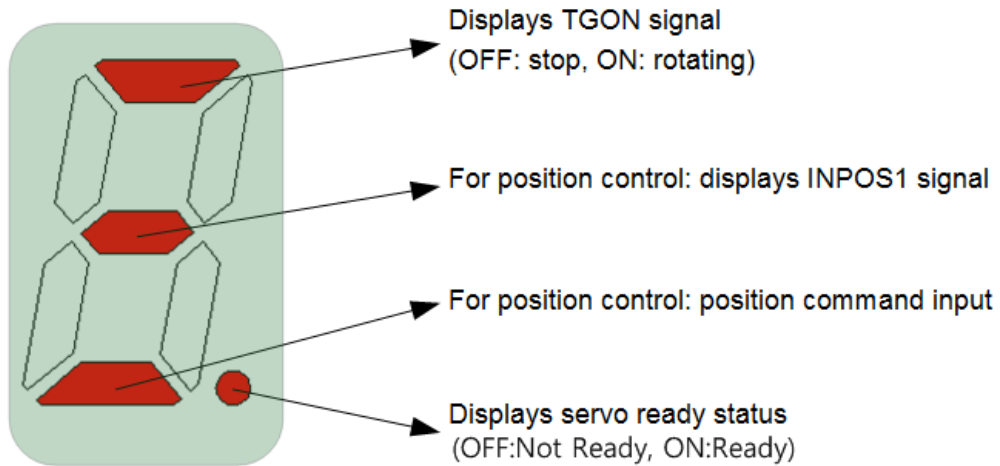 Displays TGON signal
(OFF: stop, ON: rotating)
For position control: displays INPOS1 signal
For position control: position command input
Displays servo ready status
(OFF:Not Ready, ON:Ready)